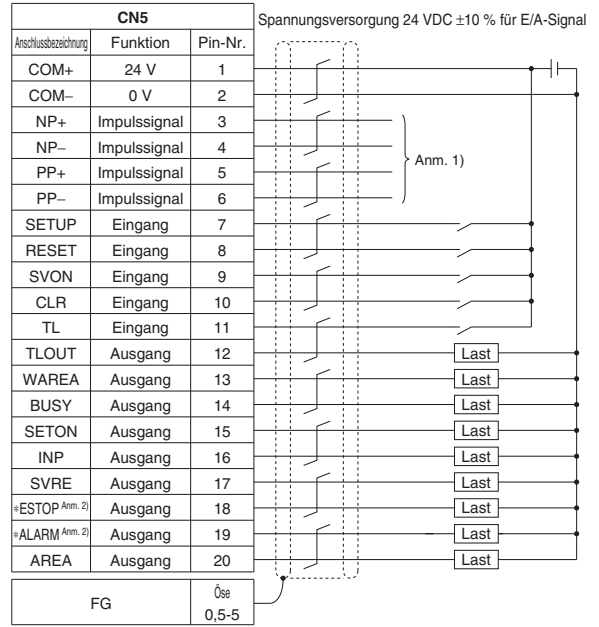 CN5
Spannungsversorgung 24 VDC ±10 % für E/A-Signal
Anschlussbezeichnung Funktion Pin-Nr.
COM+ 24 V 1
COM− 0 V 2
NP+ Impulssignal 3
NP− Impulssignal 4
Anm. 1)
PP+ Impulssignal 5
PP− Impulssignal 6
SETUP Eingang 7
RESET Eingang 8
SVON Eingang 9
CLR Eingang 10
TL Eingang 11
TLOUT Ausgang 12 Last
WAREA Ausgang 13 Last
BUSY Ausgang 14 Last
SETON Ausgang 15 Last
INP Ausgang 16 Last
SVRE Ausgang 17 Last
*ESTOP Anm. 2) Ausgang 18 Last
*ALARM Anm. 2) Ausgang 19 Last
AREA Ausgang 20 Last
FG Öse
0,5-5